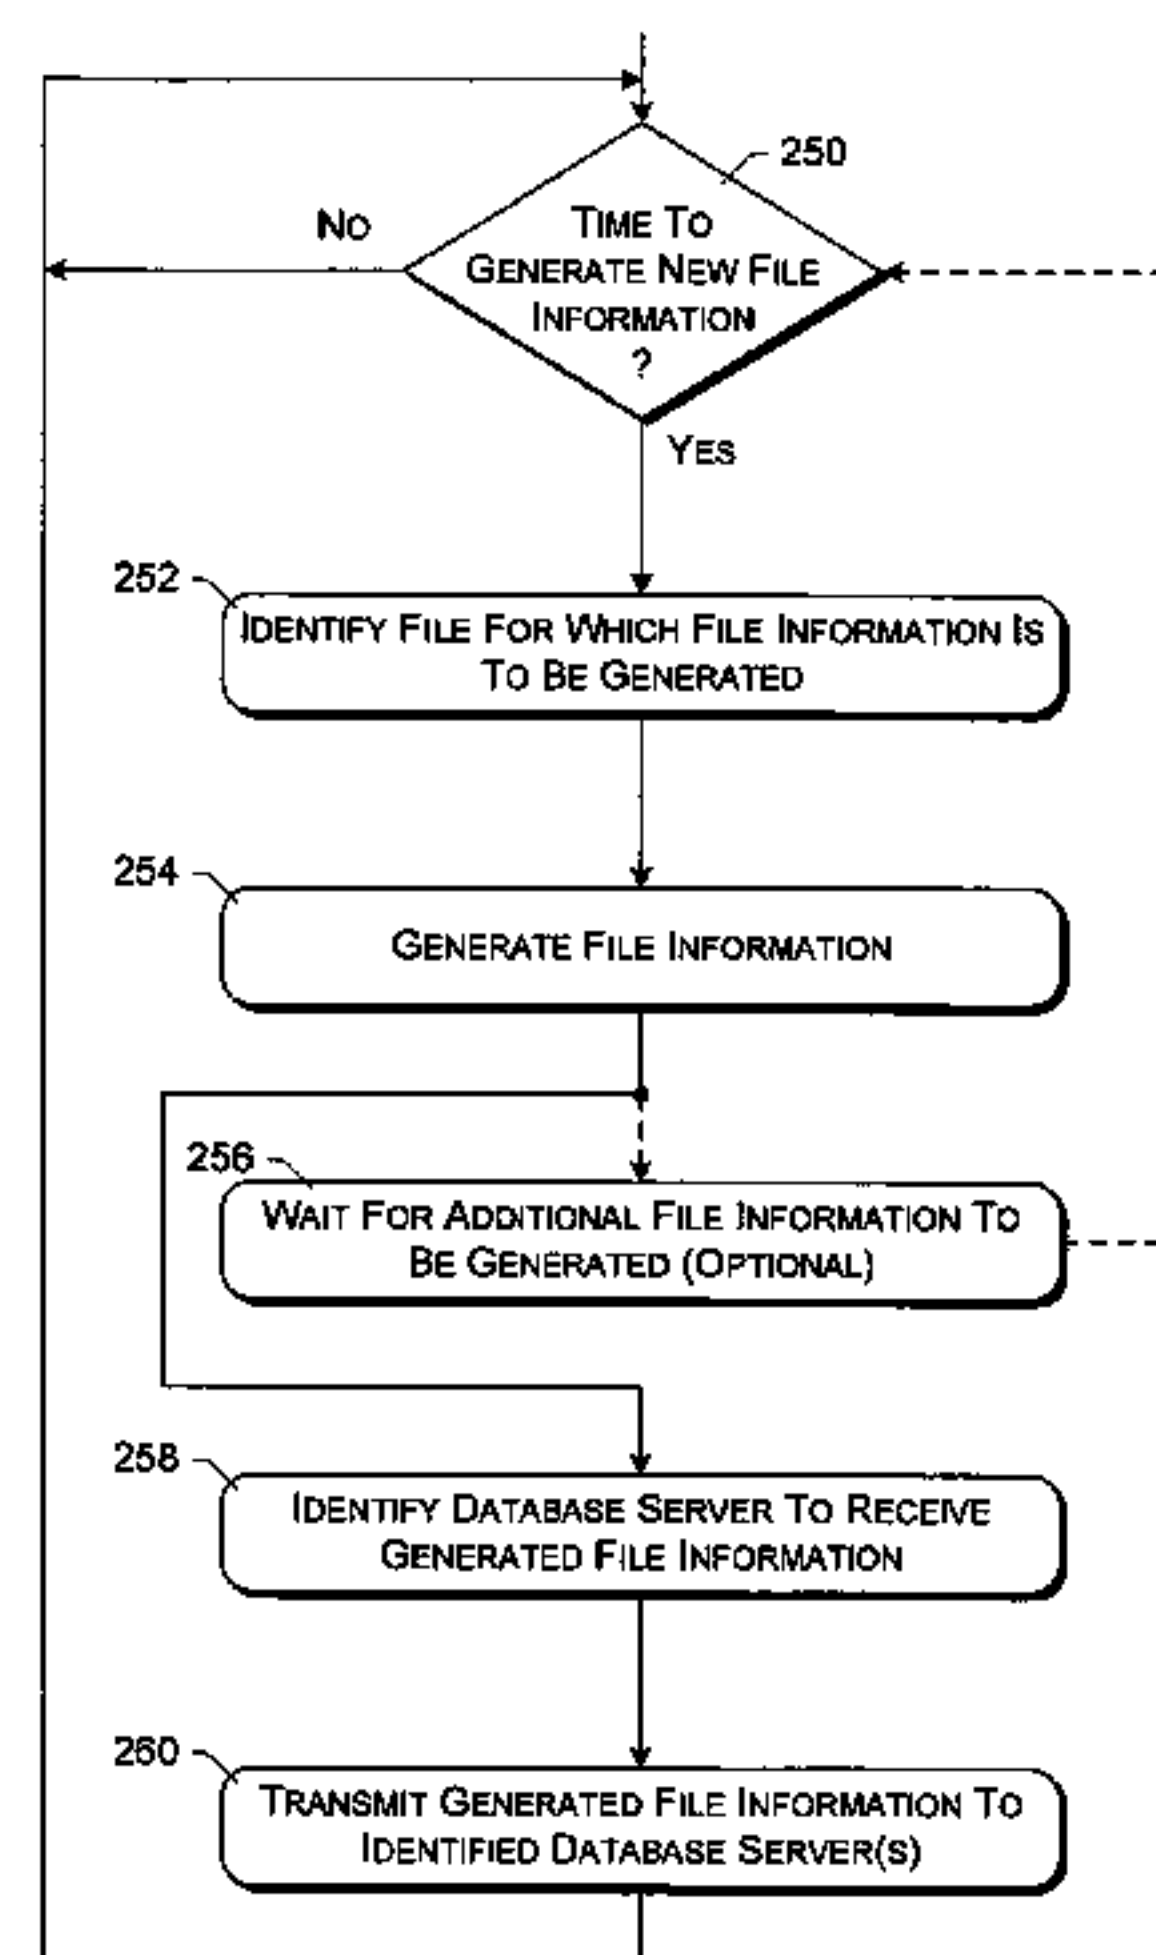 250
NO
TIME TO
GENERATE NEW FILE
INFORMATION
?
YES
252
IDENTIFY FILE FOR WHICH FILE INFORMATION IS
TO BE GENERATED
254
GENERATE FILE INFORMATION
256
WAIT FOR ADDITIONAL FILE INFORMATION TO
BE GENERATED (OPTIONAL)
258
IDENTIFY DATABASE SERVER TO RECEIVE
GENERATED FILE INFORMATION
260
TRANSMIT GENERATED FILE INFORMATION TO
IDENTIFIED DATABASE SERVER(S)